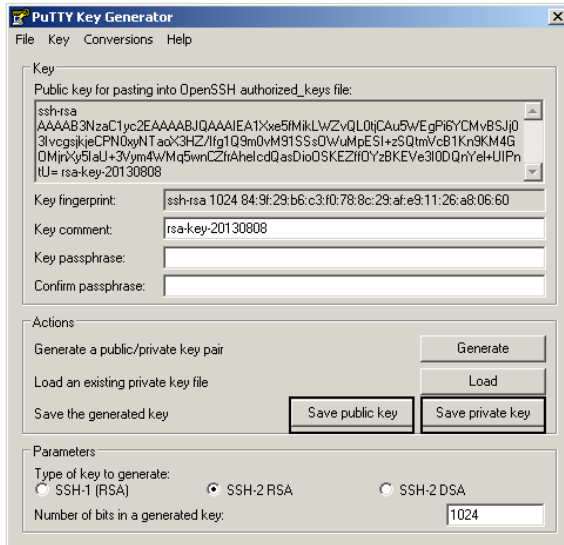 PuTTY Key Generator
File Key Conversions Help
Key
Public key for pasting into OpenSSH authorized_keys file:
ssh-rsa
AAAAB3NzaC1yc2EAAAABJQAAAIEA1Xxe5fMikLWZvQL0tjCAu5WEgPi6YCMvBSJj0
3IvcgsjkjeCPN0xyNTaoX3HZ/Ifg1Q9m0vM91SSsOWuMpESI+zSQtmVcB1Kn9KM4G
OMjnXy5IaU+3Vym4WMq5wnCZfrAhelcdQasDioOSKEZffOYzBKEVe3I0DQnYel+UIPn
tU= rsa-key-20130808
Key fingerprint: ssh-rsa 1024 84:9f:29:b6:c3:f0:78:8c:29:af:e9:11:26:a8:06:60
Key comment: rsa-key-20130808
Key passphrase:
Confirm passphrase:
Actions
Generate a public/private key pair Generate
Load an existing private key file Load
Save the generated key Save public key Save private key
Parameters
Type of key to generate:
SSH-1 (RSA) SSH-2 RSA SSH-2 DSA
Number of bits in a generated key: 1024